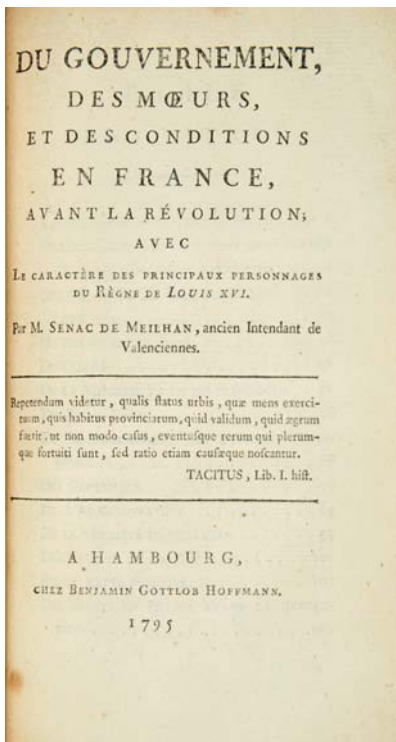 DU GOUVERNEMENT,
DES MŒURS,
ET DES CONDITIONS
EN FRANCE,
AVANT LA RÉVOLUTION;
AVEC
LE CARACTÈRE DES PRINCIPAUX PERSONNAGES
DU RÈGNE DE LOUIS XVI.
Par M. SENAC DE MEILHAN, ancien Intendant de
Valenciennes.
Repetendum videtur, qualis ſtatus urbis, quæ mens exerci-
tuum, quis habitus provinciarum, quid validum, quid ægrum
fuerit, ut non modo caſus, eventuſque rerum qui plerum-
que fortuiti ſunt, ſed ratio etiam cauſæque noſcantur.
TACITUS, Lib. I. hiſt.
A HAMBOURG,
CHEZ BENJAMIN GOTTLOB HOFFMANN.
1795